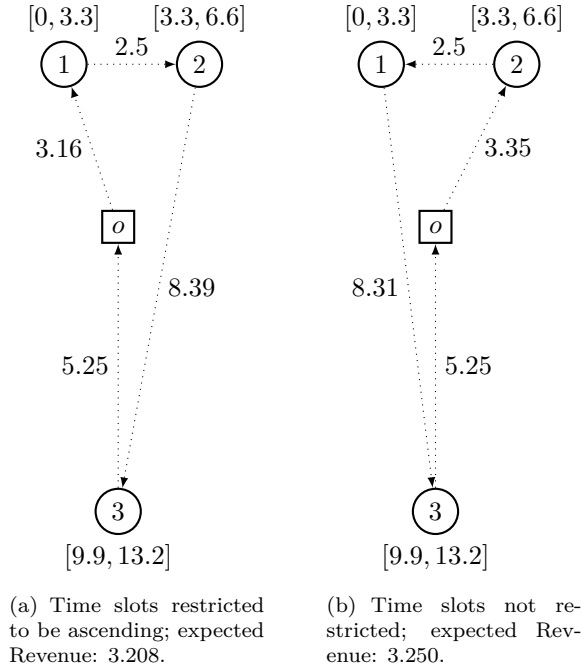 [0, 3.3]
[3.3, 6.6]
1
2.5
2
3.16
o
8.39
5.25
3
[9.9, 13.2]
(a) Time slots restricted
to be ascending; expected
Revenue: 3.208.
[0, 3.3]
[3.3, 6.6]
1
2.5
2
3.35
o
8.31
5.25
3
[9.9, 13.2]
(b) Time slots not re-
stricted; expected Rev-
enue: 3.250.